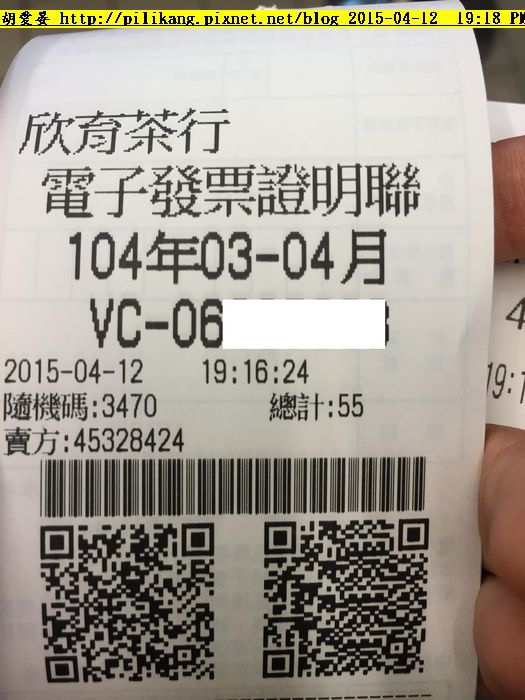 胡愛晏 http://pilikang.pixnet.net/blog 2015-04-12 19:18 PM
欣育茶行
電子發票證明聯
104年03-04月
VC-06
2015-04-12 19:16:24
隨機碼:3470 總計:55
賣方:45328424